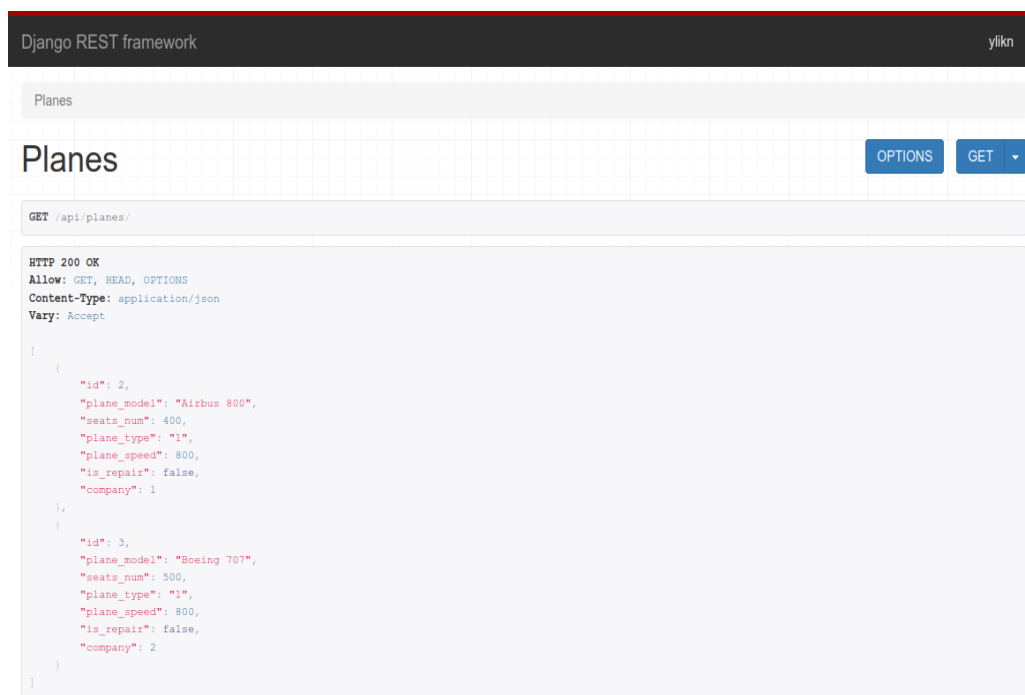 Django REST framework
ylikn
Planes
Planes
OPTIONS
GET
GET /api/planes/
HTTP 200 OK
Allow: GET, HEAD, OPTIONS
Content-Type: application/json
Vary: Accept
[
    {
        "id": 2,
        "plane_model": "Airbus 800",
        "seats_num": 400,
        "plane_type": "1",
        "plane_speed": 800,
        "is_repair": false,
        "company": 1
    },
    {
        "id": 3,
        "plane_model": "Boeing 707",
        "seats_num": 500,
        "plane_type": "1",
        "plane_speed": 800,
        "is_repair": false,
        "company": 2
    }
]